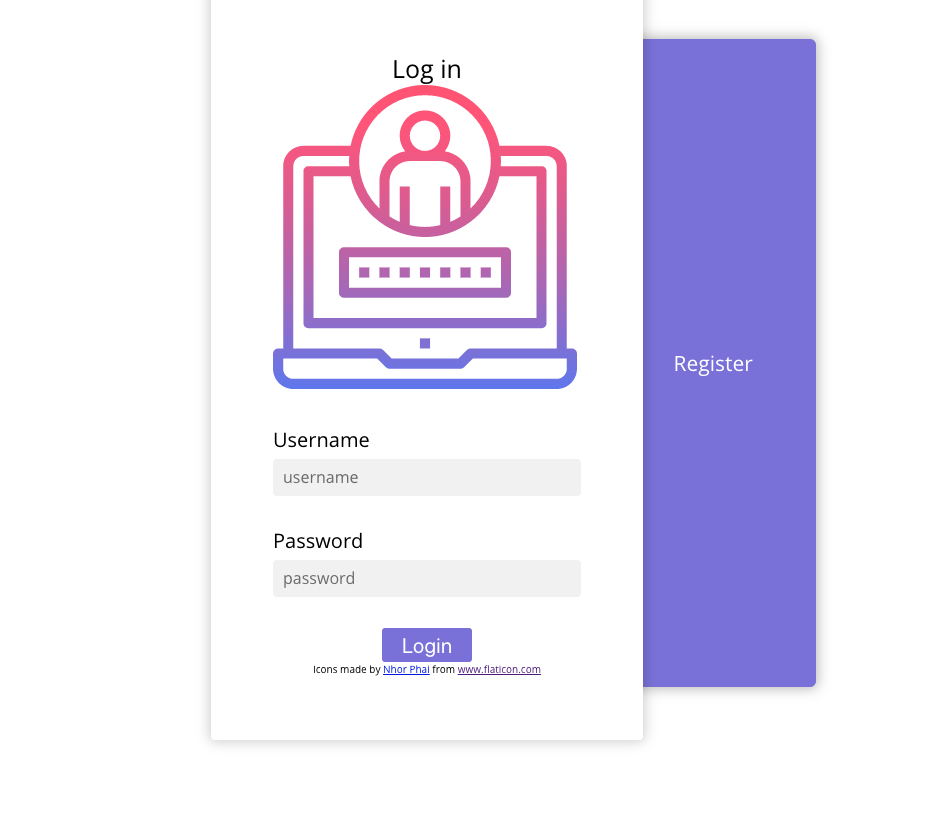 Log in
Register
Username
username
Password
password
Login
Icons made by Nhor Phai from www.flaticon.com